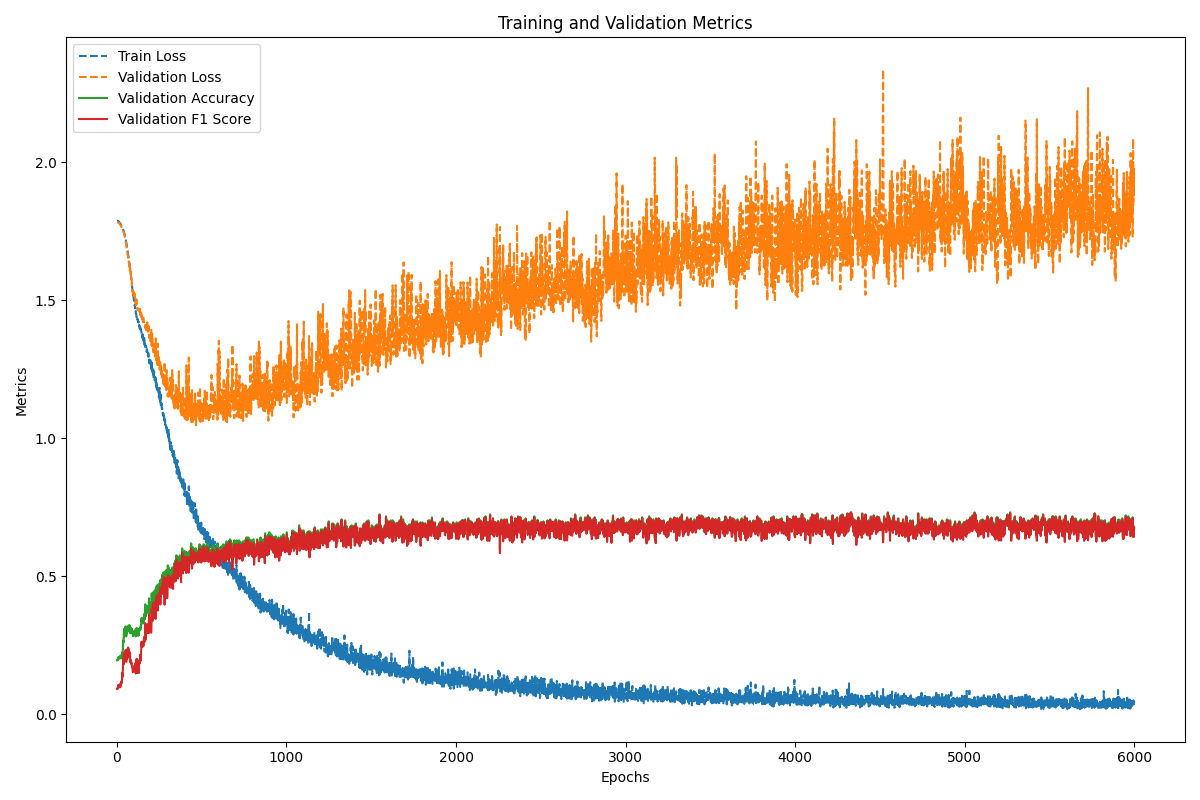 Training and Validation Metrics
Train Loss
Validation Loss
Validation Accuracy
Validation F1 Score
Metrics
2.0
1.5
1.0
0.5
0.0
0
1000
2000
3000
4000
5000
6000
Epochs